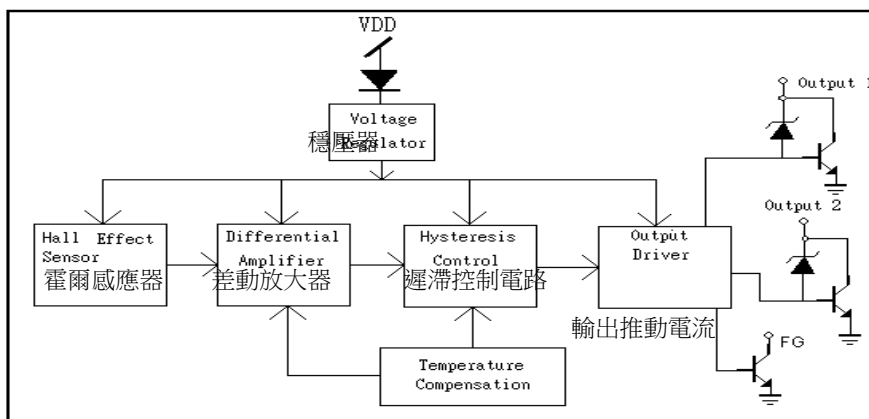 VDD
Voltage
Regulator
穩壓器
Output 1
Output 2
Hall Effect
Sensor
霍爾感應器
Differential
Amplifier
差動放大器
Hysteresis
Control
遲滯控制電路
Output
Driver
輸出推動電流
FG
Temperature
Compensation